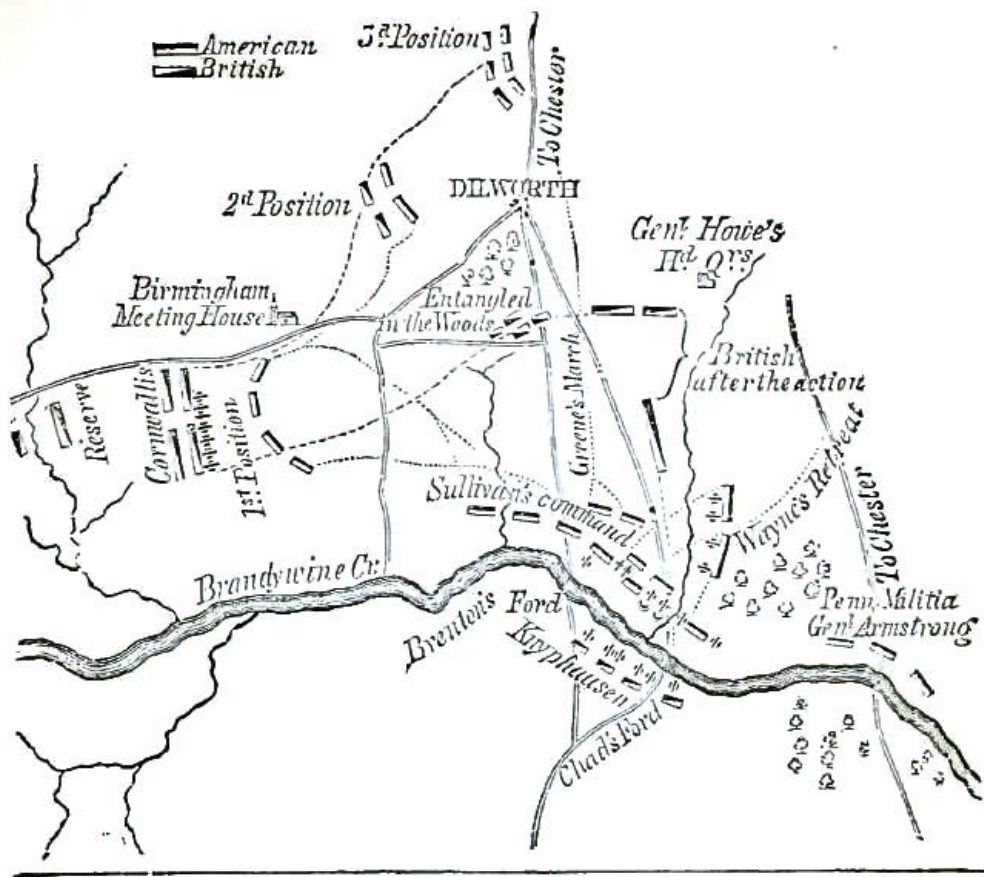 American
British
3d. Position
To Chester
2d Position
DILWORTH
Genl. Howe's
Hd. Qrs.
Birmingham
Meeting House
Entangled
in the Woods
British
after the action
Reserve
Cornwallis
1st Position
Greene's March
Sullivan's command
Wayne's Retreat
To Chester
Brandywine Cr.
Brenton's Ford
Knyphausen
Chad's Ford
Penn. Militia
Genl. Armstrong